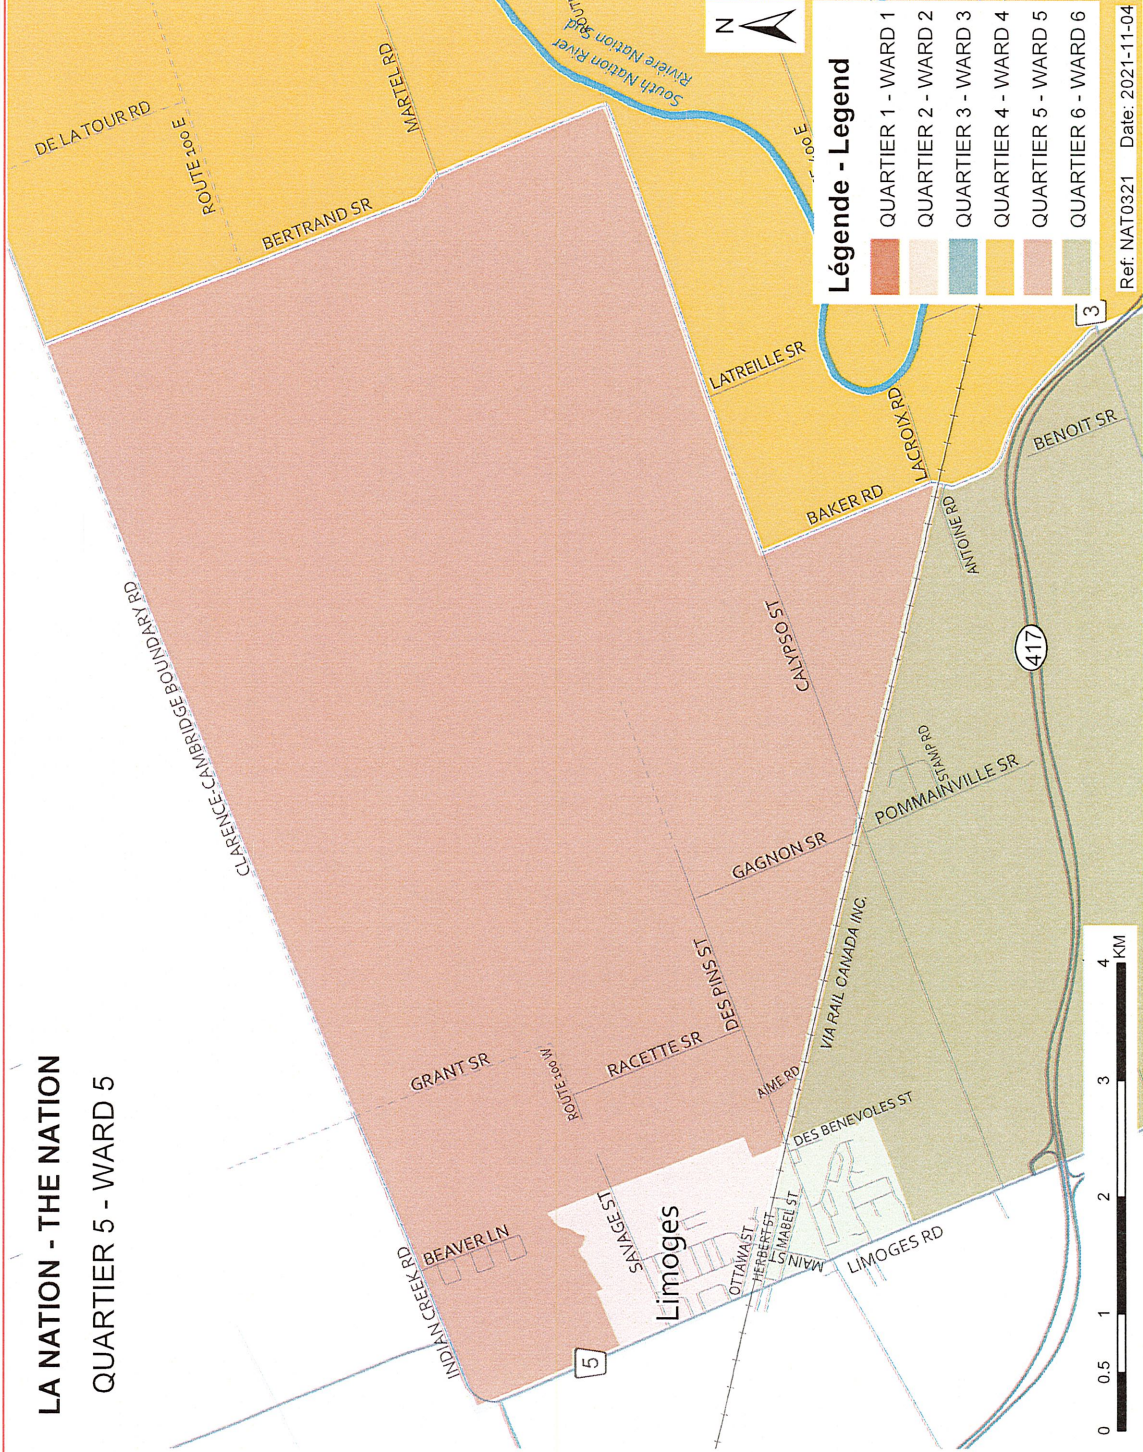 LA NATION - THE NATION
QUARTIER 5 - WARD 5
DE LA TOUR RD
ROUTE 100 E
MARTEL RD
BERTRAND SR
South Nation River
Rivière Nation Sud
N
CLARENCE-CAMBRIDGE BOUNDARY RD
LATREILLE SR
LACROIX RD
BAKER RD
ANTOINE RD
BENOIT SR
3
CALYPSO ST
417
STAMP RD
POMMAINVILLE SR
GAGNON SR
VIA RAIL CANADA INC.
DES PINS ST
GRANT SR
ROUTE 100 W
RACETTE SR
AIME RD
DES BENEVOLES ST
INDIAN CREEK RD
BEAVER LN
SAVAGE ST
Limoges
OTTAWA ST
HERBERT ST
MABEL ST
MAIN ST
LIMOGES RD
5
Légende - Legend
QUARTIER 1 - WARD 1
QUARTIER 2 - WARD 2
QUARTIER 3 - WARD 3
QUARTIER 4 - WARD 4
QUARTIER 5 - WARD 5
QUARTIER 6 - WARD 6
Ref: NAT0321 Date: 2021-11-04
0 0.5 1 2 3 4
KM